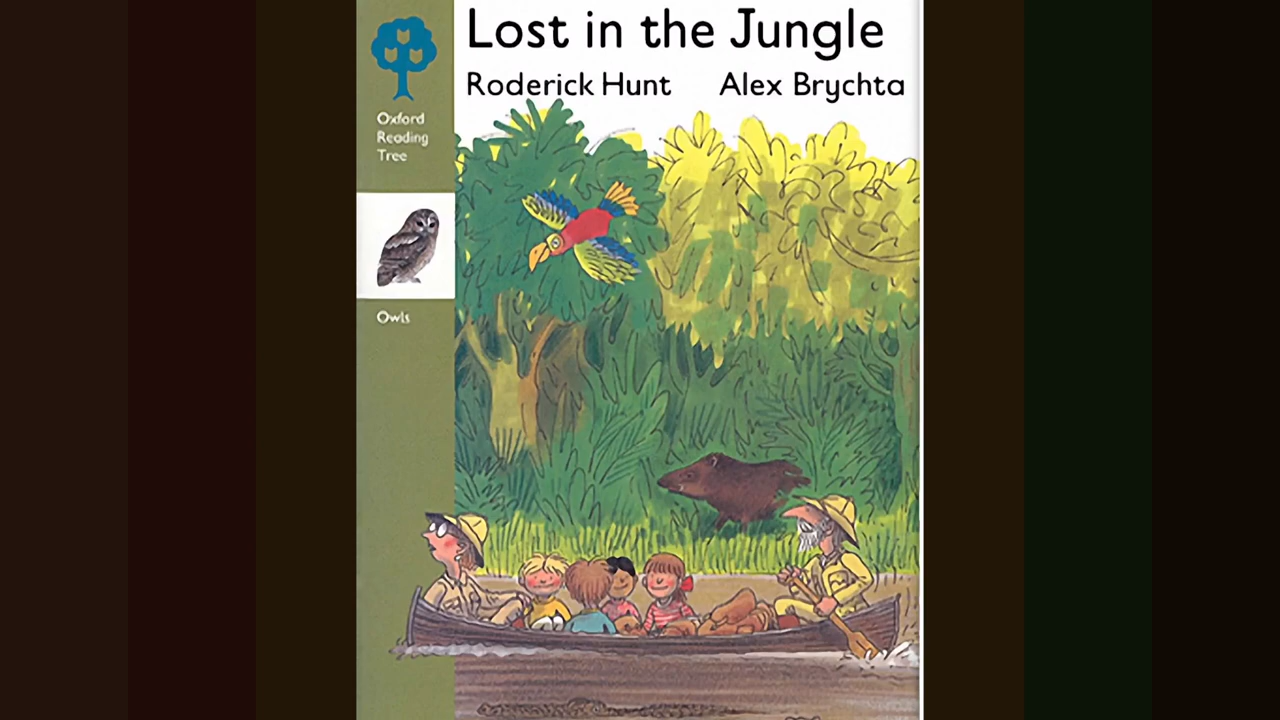 Lost in the Jungle
Roderick Hunt Alex Brychta
Oxford
Reading
Tree
Owls